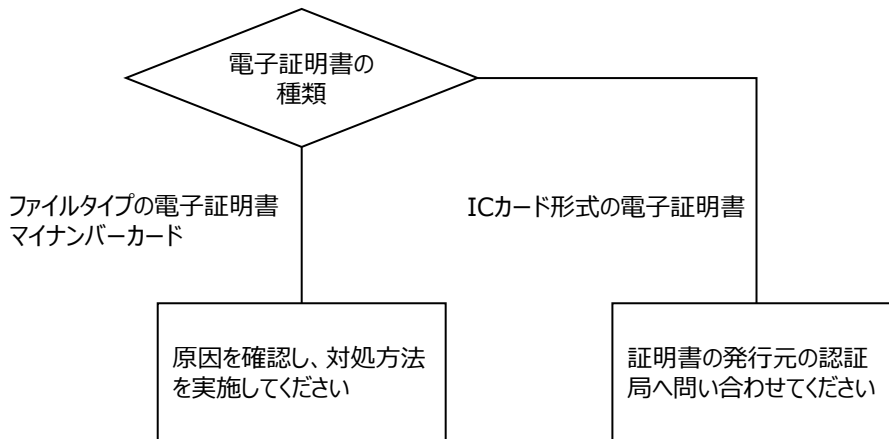 電子証明書の
種類
ファイルタイプの電子証明書
マイナンバーカード
ICカード形式の電子証明書
原因を確認し、対処方法
を実施してください
証明書の発行元の認証
局へ問い合わせてください